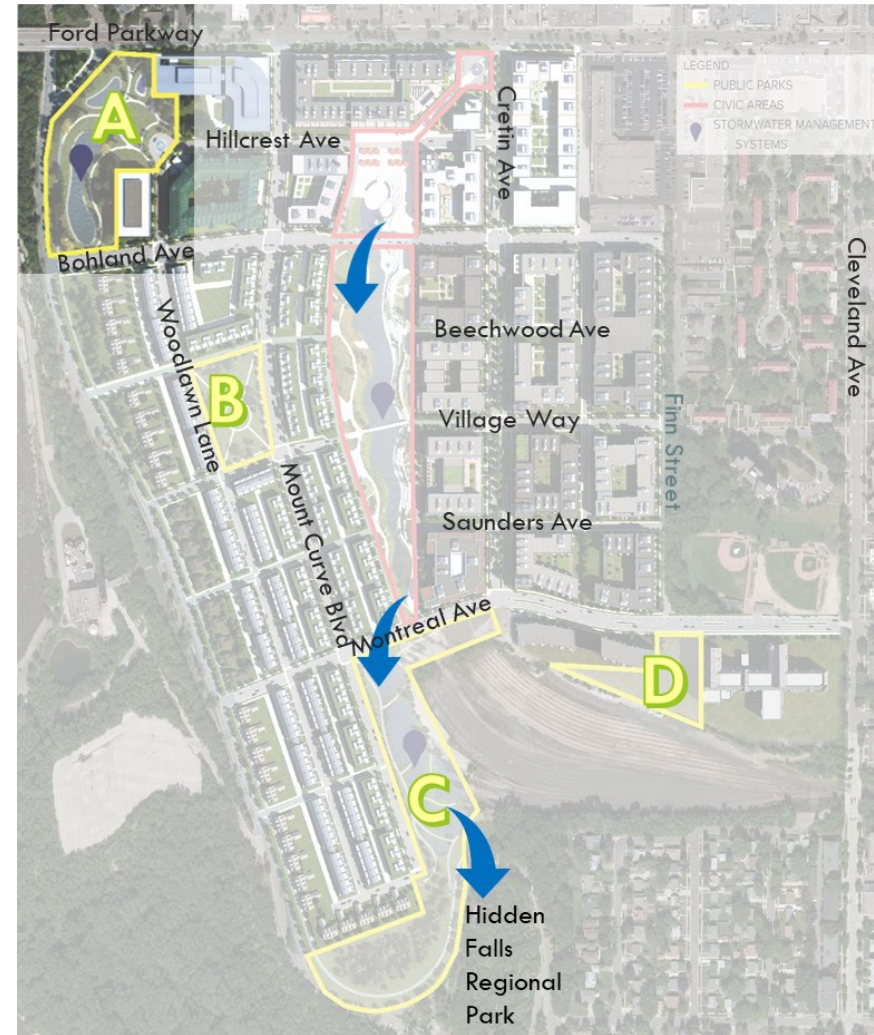 Ford Parkway
LEGEND
PUBLIC PARKS
CIVIC AREAS
STORMWATER MANAGEMENT
SYSTEMS
A
Hillcrest Ave
Cretin Ave
Bohland Ave
Cleveland Ave
Woodlawn Lane
Beechwood Ave
B
Village Way
Finn Street
Mount Curve Blvd
Saunders Ave
Montreal Ave
D
C
Hidden
Falls
Regional
Park